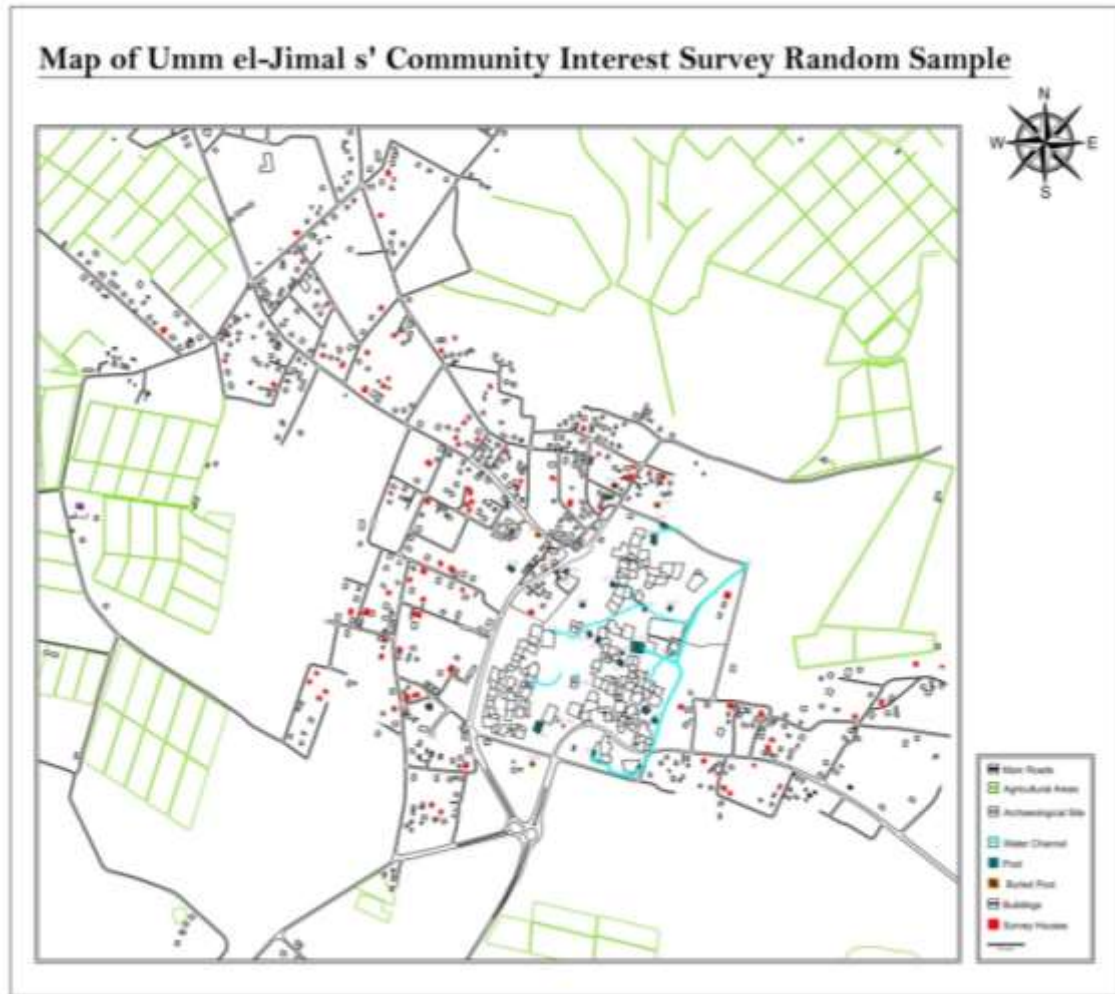 Map of Umm el-Jimal s' Community Interest Survey Random Sample
N
W E
S
Main Roads
Agricultural Areas
Archaeological Site
Water Channel
Pool
Buried Pool
Buildings
Survey Houses